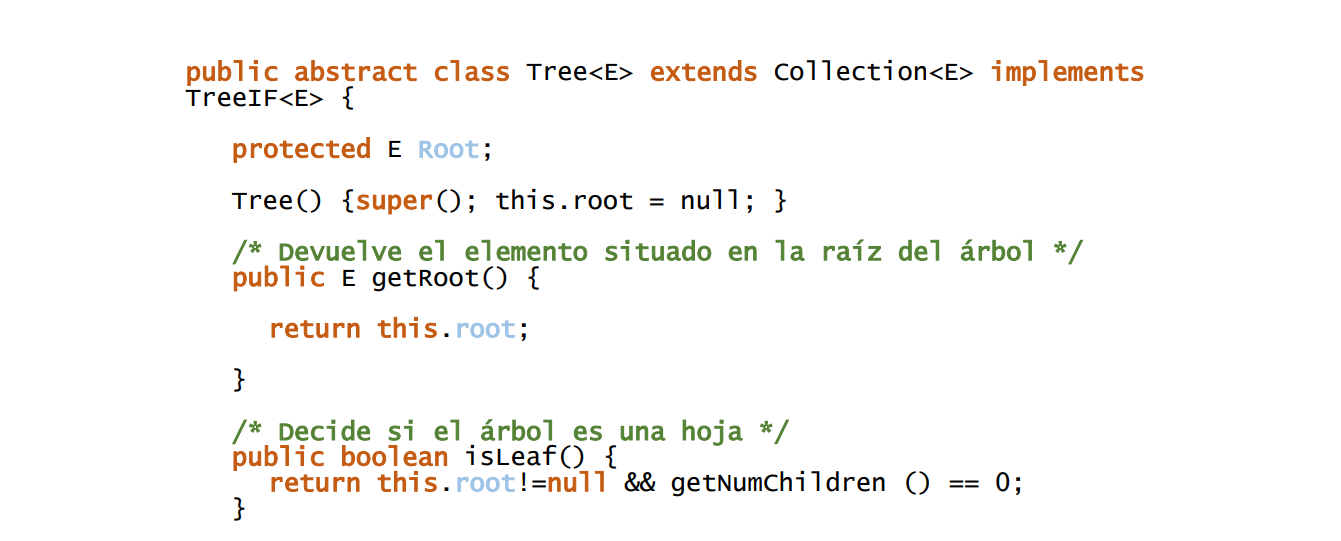 public abstract class Tree<E> extends Collection<E> implements
TreeIF<E> {
protected E Root;
Tree() {super(); this.root = null; }
/* Devuelve el elemento situado en la raíz del árbol */
public E getRoot() {
return this.root;
}
/* Decide si el árbol es una hoja */
public boolean isLeaf() {
return this.root!=null && getNumChildren () == 0;
}